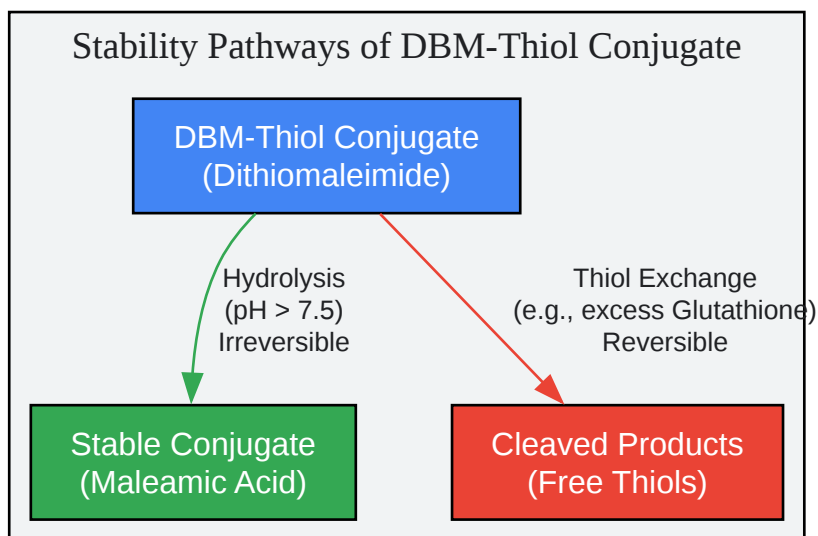 Stability Pathways of DBM-Thiol Conjugate
DBM-Thiol Conjugate
(Dithiomaleimide)
Hydrolysis
(pH > 7.5)
Irreversible
Thiol Exchange
(e.g., excess Glutathione)
Reversible
Stable Conjugate
(Maleamic Acid)
Cleaved Products
(Free Thiols)